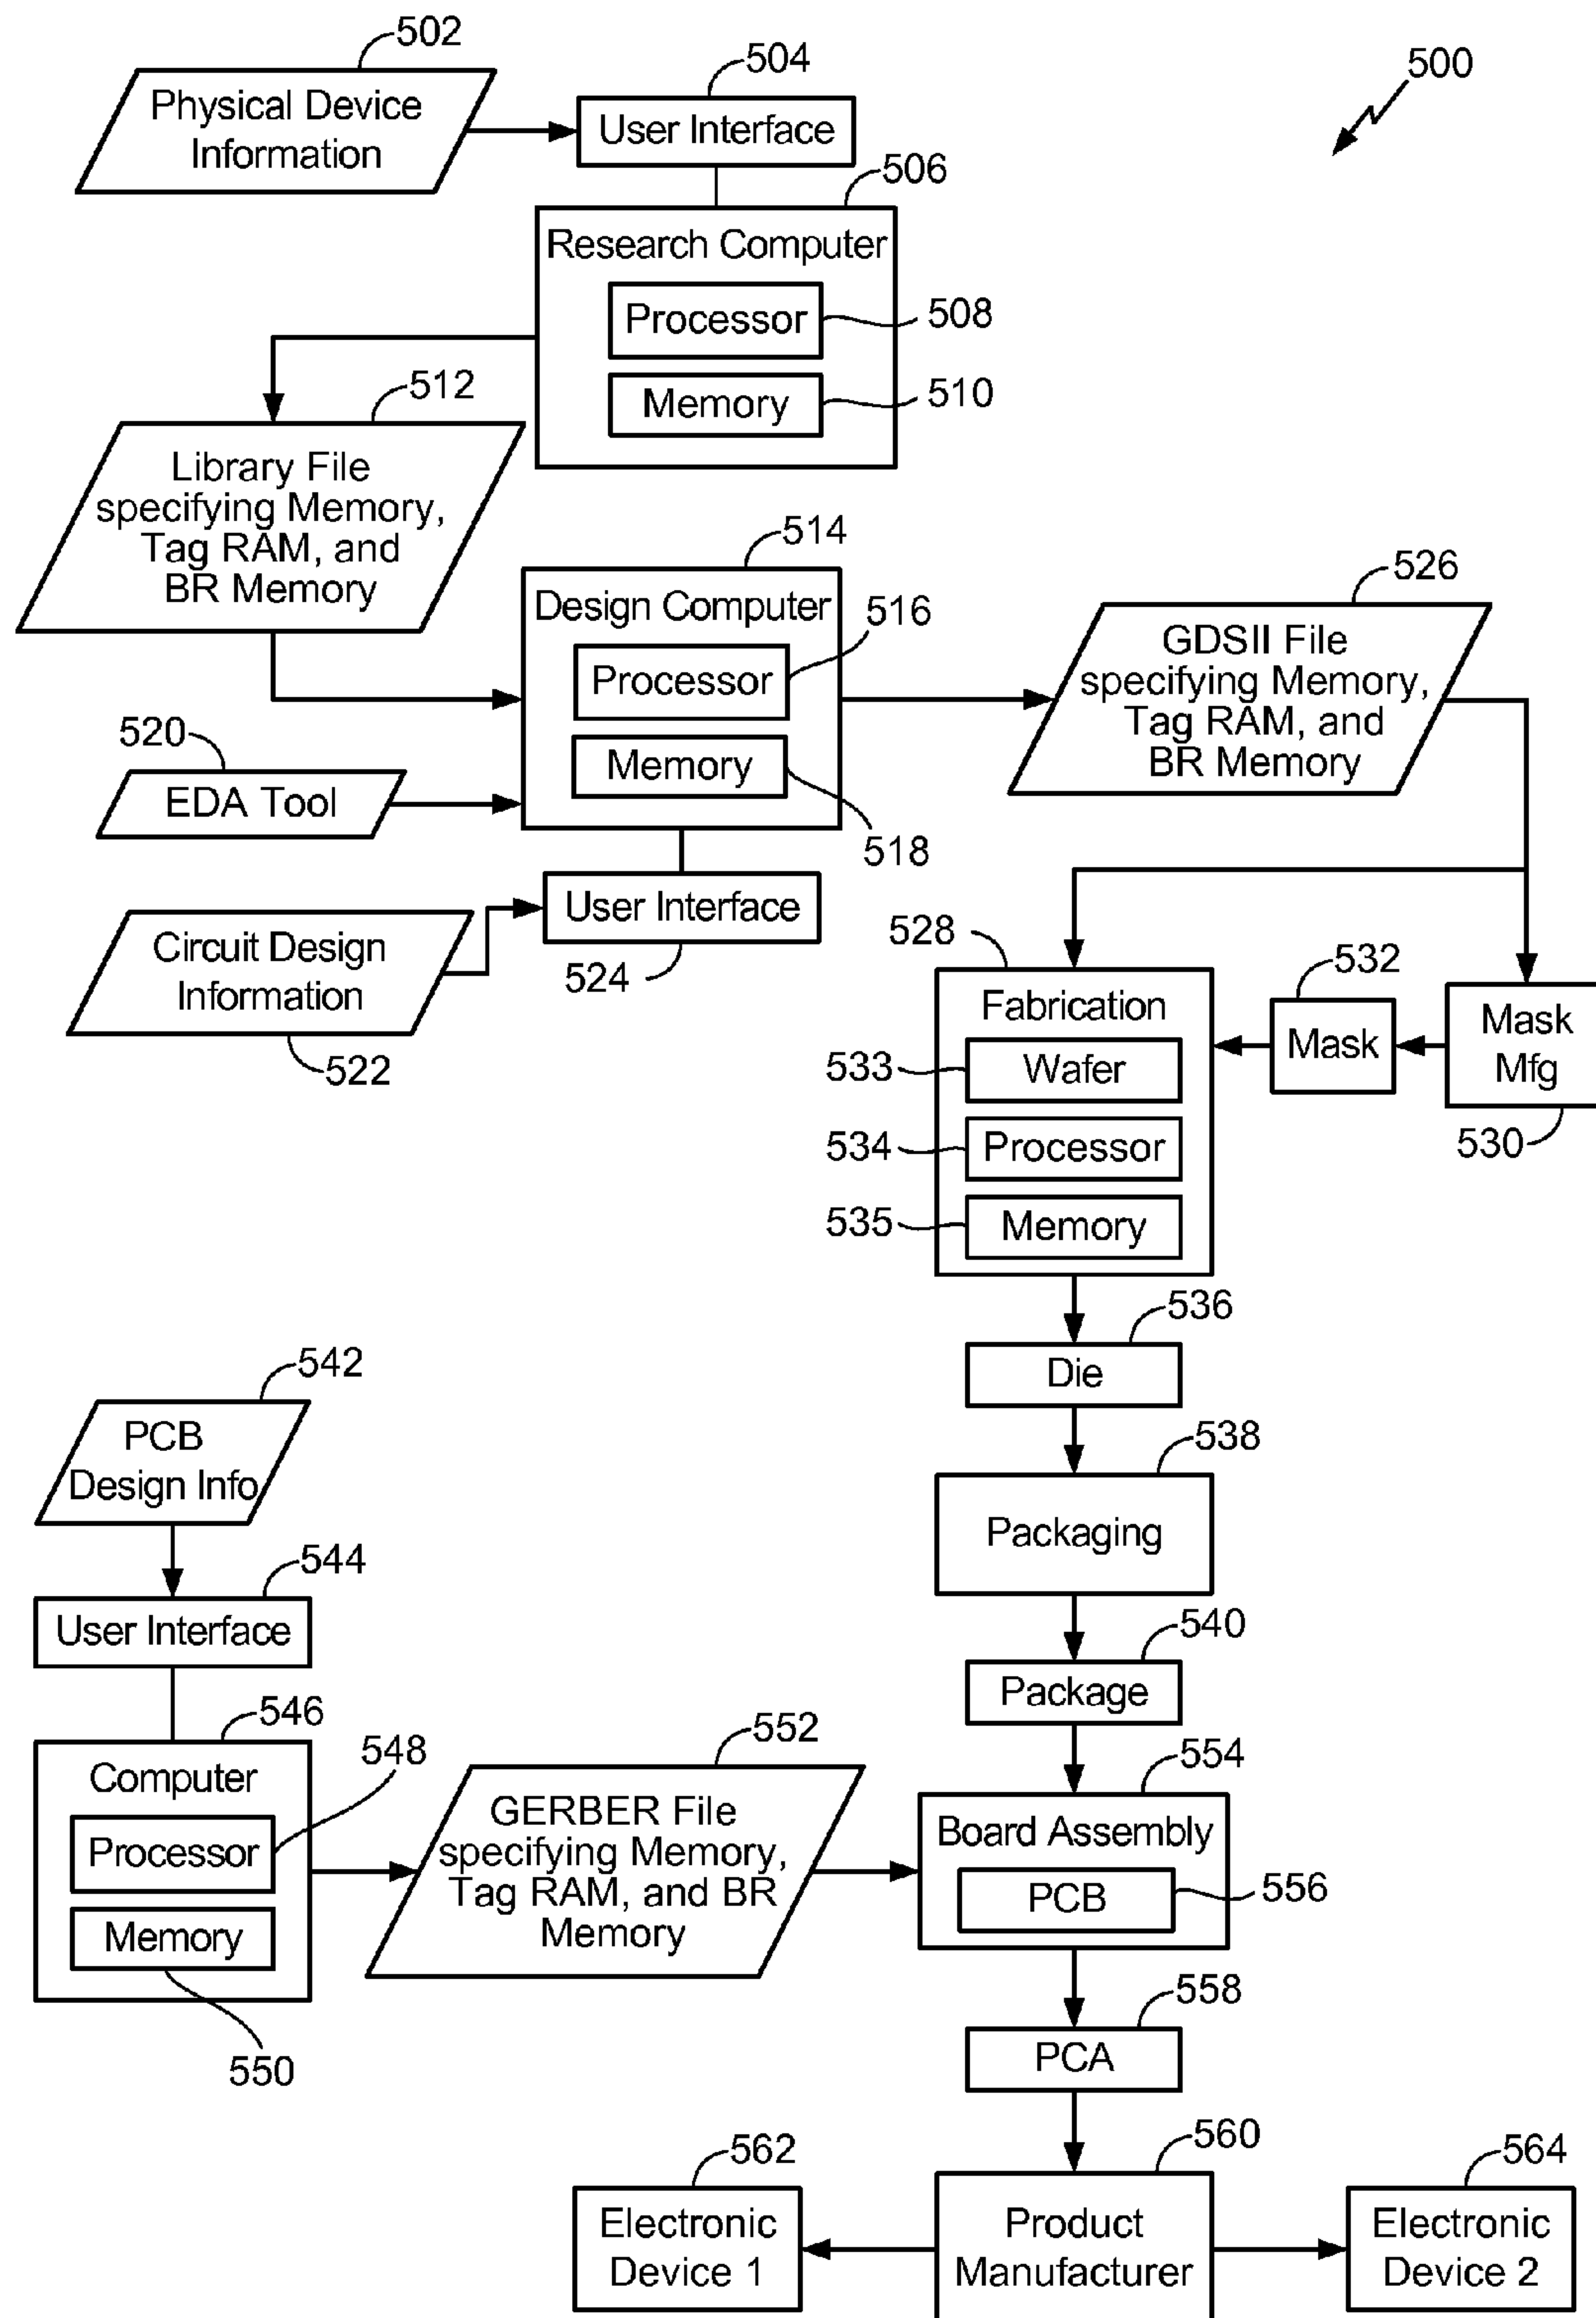 502
Physical Device
Information
504
User Interface
500
506
Research Computer
Processor
508
Memory
510
512
Library File
specifying Memory,
Tag RAM, and
BR Memory
514
Design Computer
516
Processor
Memory
518
526
GDSII File
specifying Memory,
Tag RAM, and
BR Memory
520
EDA Tool
User Interface
524
Circuit Design
Information
522
528
Fabrication
533
Wafer
534
Processor
535
Memory
532
Mask
Mask
Mfg
530
536
Die
538
Packaging
540
Package
542
PCB
Design Info
544
User Interface
546
Computer
548
Processor
Memory
550
552
GERBER File
specifying Memory,
Tag RAM, and BR
Memory
554
Board Assembly
PCB
556
558
PCA
560
Product
Manufacturer
562
Electronic
Device 1
564
Electronic
Device 2